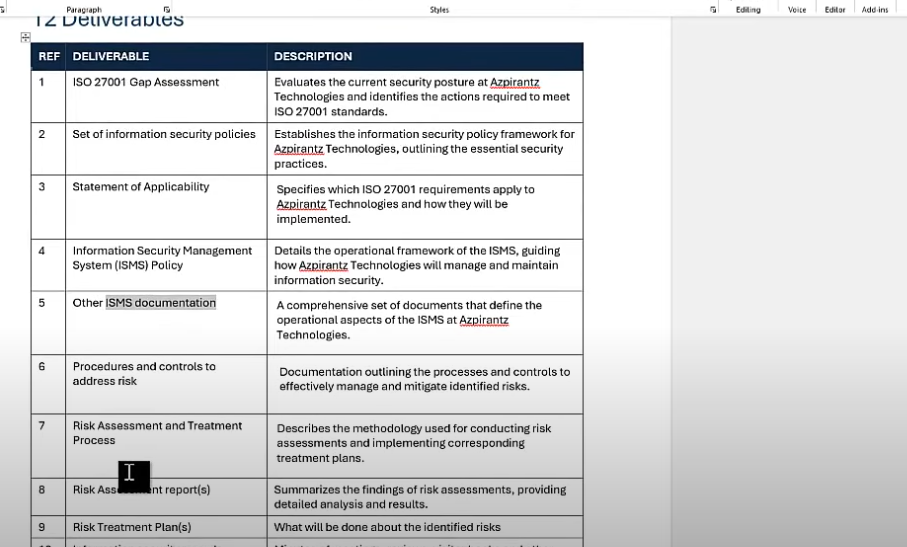 Paragraph
Styles
Editing
Voice
Editor
Add-ins
12 Deliverables
REF DELIVERABLE DESCRIPTION
1 ISO 27001 Gap Assessment Evaluates the current security posture at Azpirantz
Technologies and identifies the actions required to meet
ISO 27001 standards.
2 Set of information security policies Establishes the information security policy framework for
Azpirantz Technologies, outlining the essential security
practices.
3 Statement of Applicability Specifies which ISO 27001 requirements apply to
Azpirantz Technologies and how they will be
implemented.
4 Information Security Management Details the operational framework of the ISMS, guiding
System (ISMS) Policy how Azpirantz Technologies will manage and maintain
information security.
5 Other ISMS documentation A comprehensive set of documents that define the
operational aspects of the ISMS at Azpirantz
Technologies.
6 Procedures and controls to Documentation outlining the processes and controls to
address risk effectively manage and mitigate identified risks.
7 Risk Assessment and Treatment Describes the methodology used for conducting risk
Process assessments and implementing corresponding
treatment plans.
8 Risk Assessment report(s) Summarizes the findings of risk assessments, providing
detailed analysis and results.
9 Risk Treatment Plan(s) What will be done about the identified risks